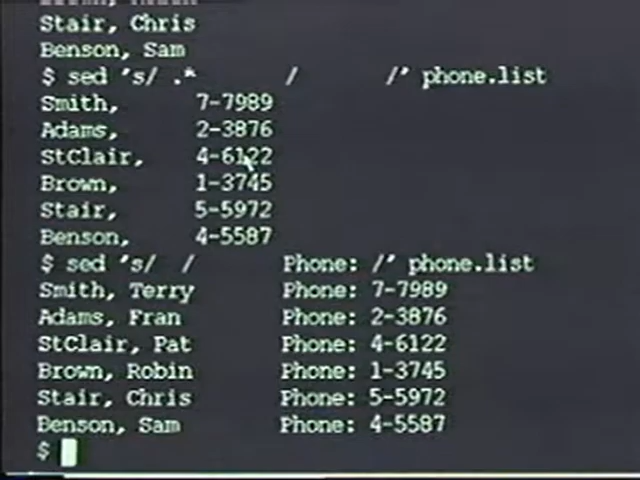 Stair, Chris
Benson, Sam
$ sed 's/ .*        /        /' phone.list
Smith,        7-7989
Adams,        2-3876
StClair,      4-6122
Brown,        1-3745
Stair,        5-5972
Benson,       4-5587
$ sed 's/  /        Phone: /' phone.list
Smith, Terry        Phone: 7-7989
Adams, Fran         Phone: 2-3876
StClair, Pat        Phone: 4-6122
Brown, Robin        Phone: 1-3745
Stair, Chris        Phone: 5-5972
Benson, Sam         Phone: 4-5587
$